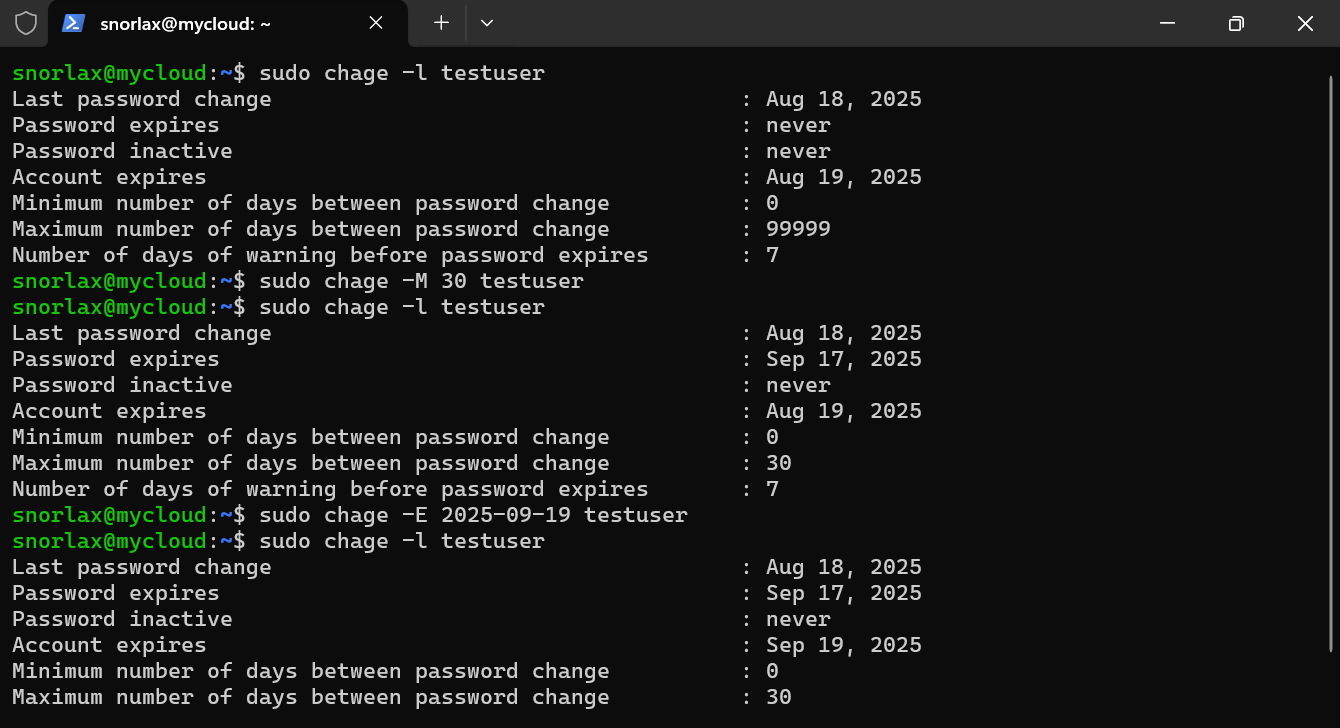 snorlax@mycloud: ~
snorlax@mycloud:~$ sudo chage -l testuser
Last password change : Aug 18, 2025
Password expires : never
Password inactive : never
Account expires : Aug 19, 2025
Minimum number of days between password change : 0
Maximum number of days between password change : 99999
Number of days of warning before password expires : 7
snorlax@mycloud:~$ sudo chage -M 30 testuser
snorlax@mycloud:~$ sudo chage -l testuser
Last password change : Aug 18, 2025
Password expires : Sep 17, 2025
Password inactive : never
Account expires : Aug 19, 2025
Minimum number of days between password change : 0
Maximum number of days between password change : 30
Number of days of warning before password expires : 7
snorlax@mycloud:~$ sudo chage -E 2025-09-19 testuser
snorlax@mycloud:~$ sudo chage -l testuser
Last password change : Aug 18, 2025
Password expires : Sep 17, 2025
Password inactive : never
Account expires : Sep 19, 2025
Minimum number of days between password change : 0
Maximum number of days between password change : 30